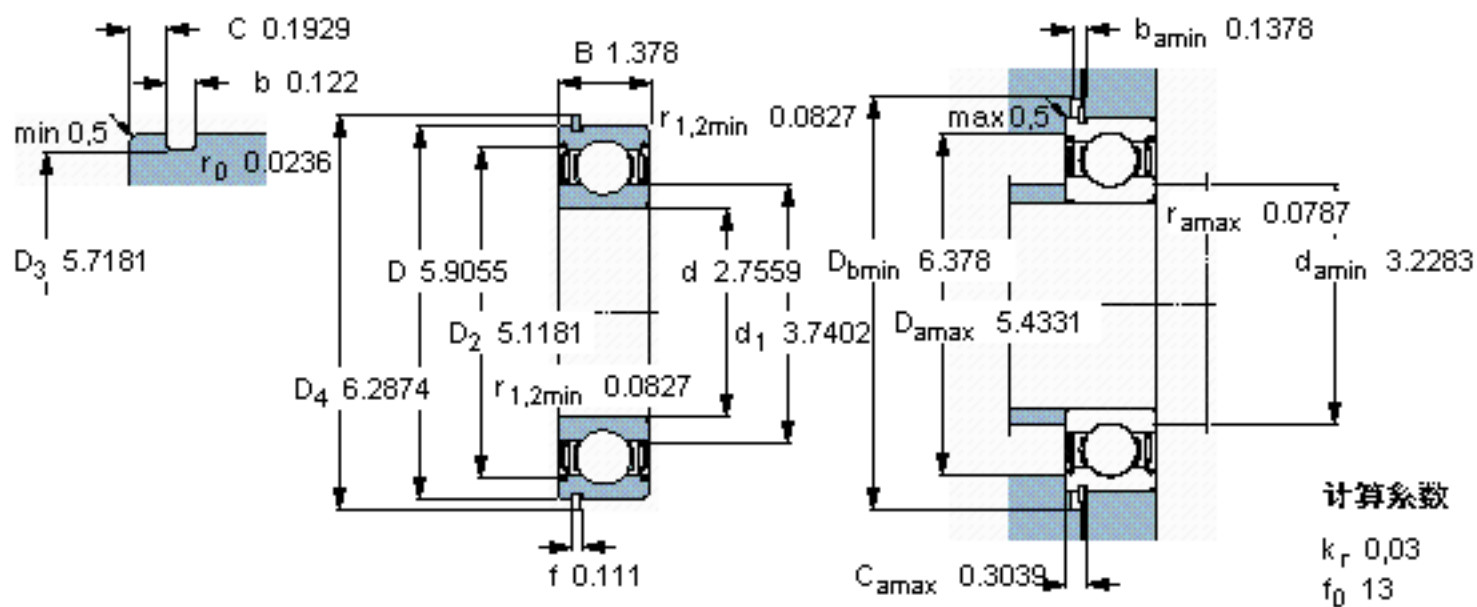 C 0.1929
b 0.122
min 0,5
r0 0.0236
D3 5.7181
B 1.378
r1,2min 0.0827
D 5.9055
d 2.7559
D2 5.1181
d1 3.7402
D4 6.2874
r1,2min 0.0827
f 0.111
bamin 0.1378
max 0,5
ramax 0.0787
Dbmin 6.378
damin 3.2283
Damax 5.4331
Camax 0.3039
计算系数
kr 0,03
f0 13